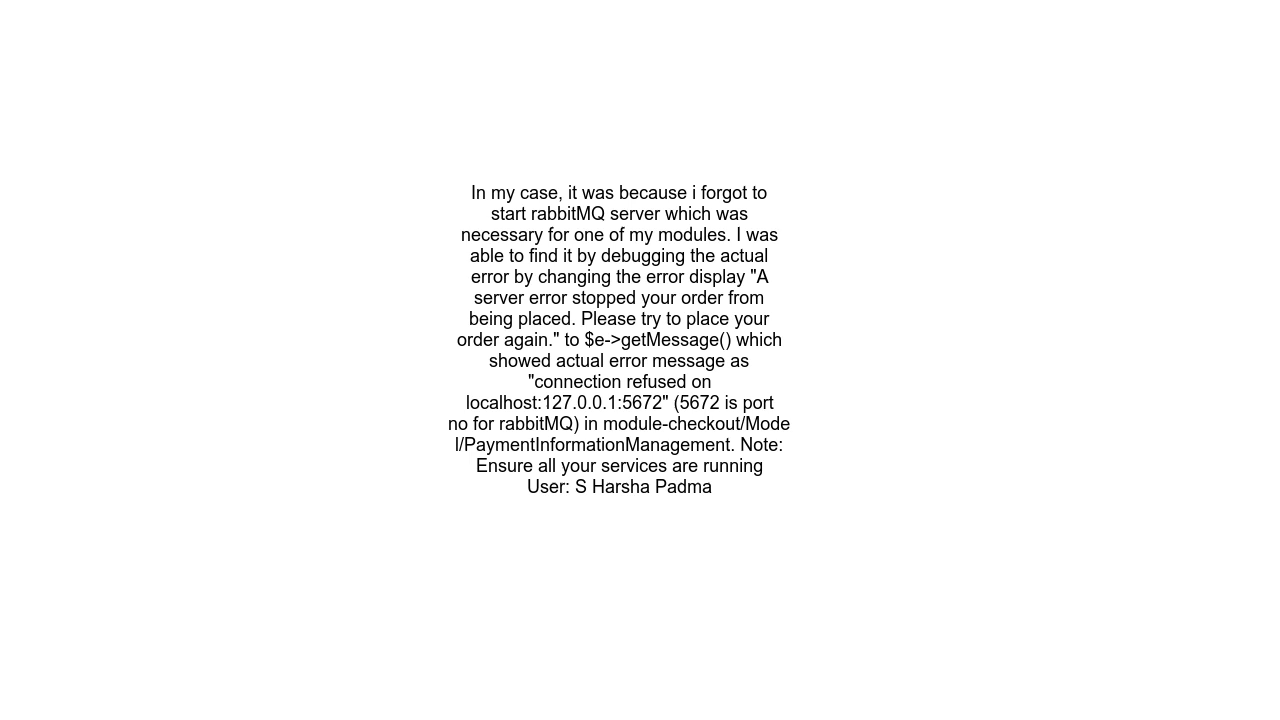 In my case, it was because i forgot to
start rabbitMQ server which was
necessary for one of my modules. I was
able to find it by debugging the actual
error by changing the error display "A
server error stopped your order from
being placed. Please try to place your
order again." to $e->getMessage() which
showed actual error message as
"connection refused on
localhost:127.0.0.1:5672" (5672 is port
no for rabbitMQ) in module-checkout/Mode
l/PaymentInformationManagement. Note:
Ensure all your services are running
User: S Harsha Padma